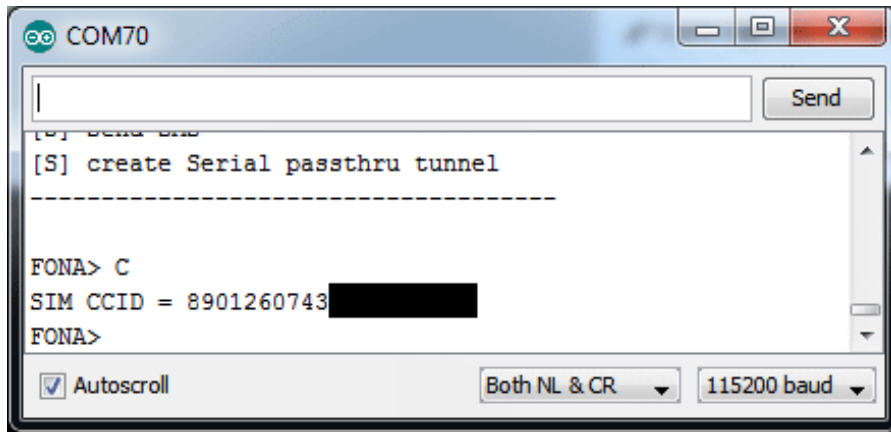 COM70
Send
[S] create Serial passthru tunnel
-------------------------------------
FONA> C
SIM CCID = 8901260743
FONA>
Autoscroll
Both NL & CR
115200 baud